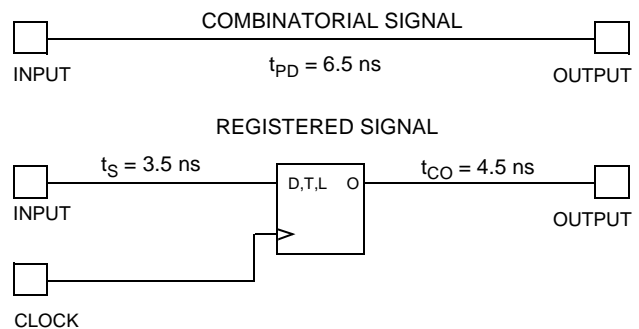 COMBINATORIAL SIGNAL
INPUT
tPD = 6.5 ns
OUTPUT
REGISTERED SIGNAL
tS = 3.5 ns
D,T,L O
tCO = 4.5 ns
INPUT
OUTPUT
CLOCK